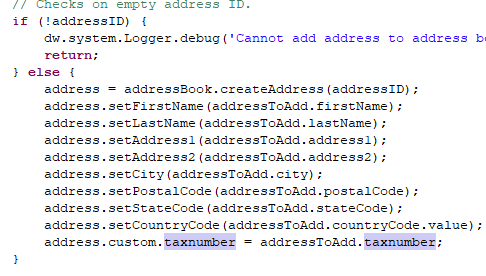 // Checks on empty address ID.
if (!addressID) {
dw.system.Logger.debug('Cannot add address to address
return;
} else {
address = addressBook.createAddress(addressID);
address.setFirstName(addressToAdd.firstName);
address.setLastName(addressToAdd.lastName);
address.setAddress1(addressToAdd.address1);
address.setAddress2(addressToAdd.address2);
address.setCity(addressToAdd.city);
address.setPostalCode(addressToAdd.postalCode);
address.setStateCode(addressToAdd.stateCode);
address.setCountryCode(addressToAdd.countryCode.value);
address.custom.taxnumber = addressToAdd.taxnumber;
}